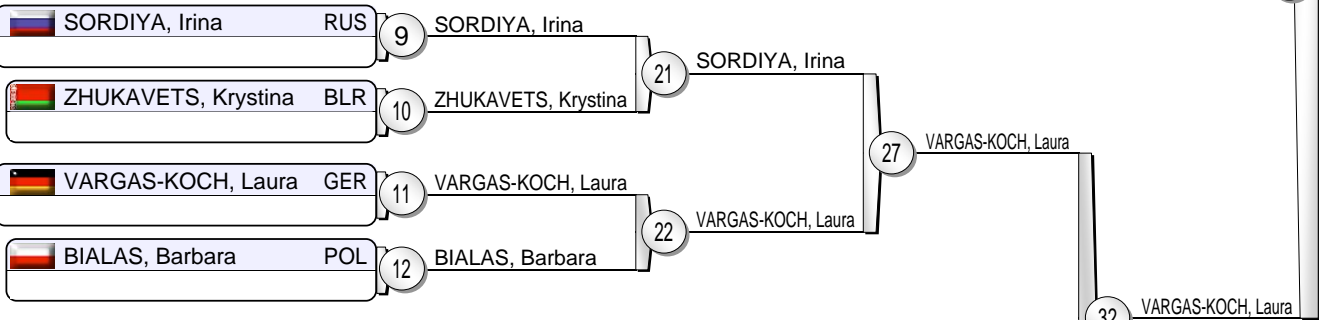 SORDIYA, Irina RUS 9 SORDIYA, Irina
21 SORDIYA, Irina
ZHUKAVETS, Krystina BLR 10 ZHUKAVETS, Krystina
27 VARGAS-KOCH, Laura
VARGAS-KOCH, Laura GER 11 VARGAS-KOCH, Laura
22 VARGAS-KOCH, Laura
BIALAS, Barbara POL 12 BIALAS, Barbara
32 VARGAS-KOCH, Laura